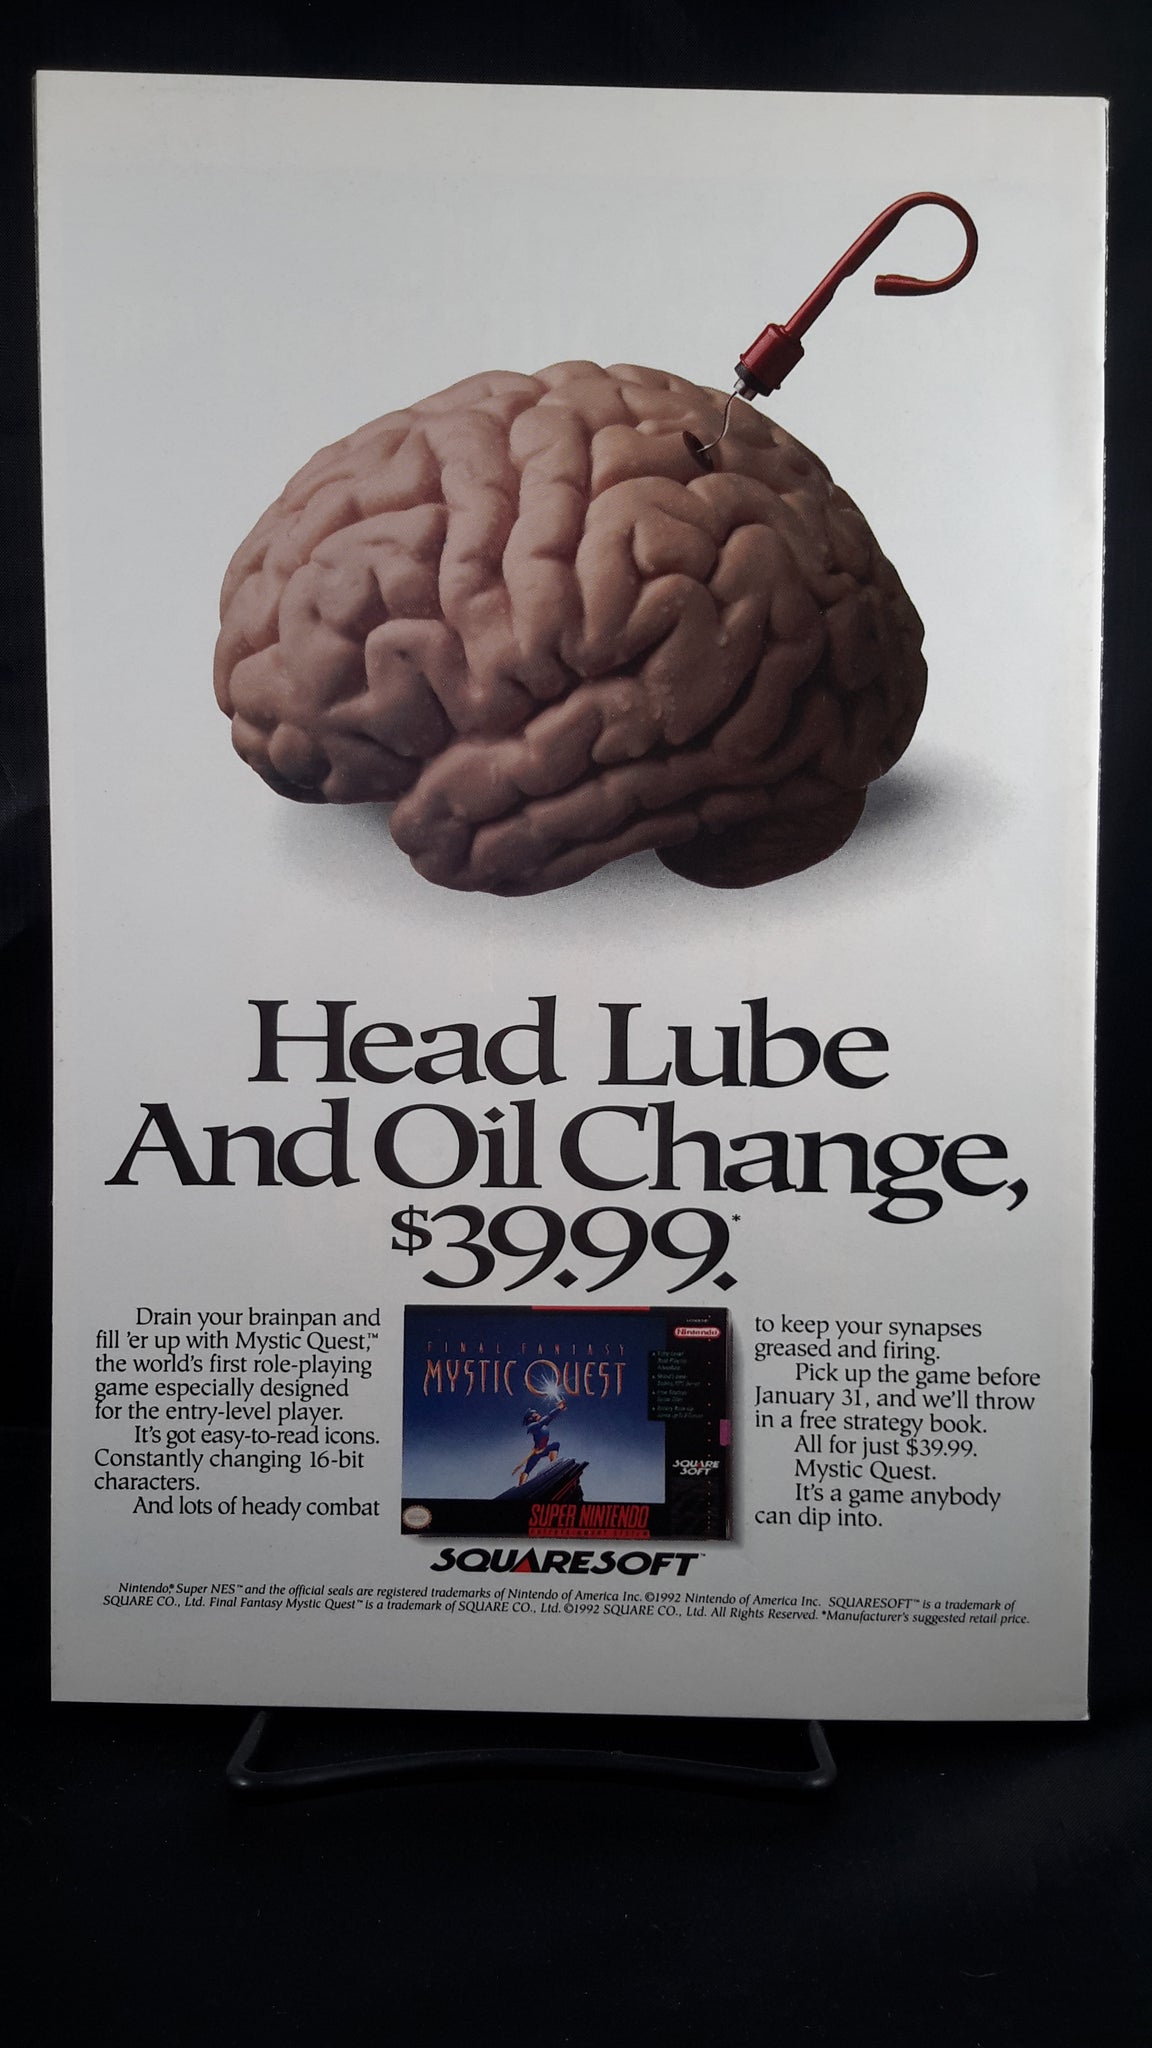 Head Lube
And Oil Change,
$39.99.*
Drain your brainpan and
fill 'er up with Mystic Quest,™
the world's first role-playing
game especially designed
for the entry-level player.
It's got easy-to-read icons.
Constantly changing 16-bit
characters.
And lots of heady combat
FINAL FANTASY
MYSTIC QUEST
Nintendo
SQUARE
SOFT
SUPER NINTENDO
ENTERTAINMENT SYSTEM
to keep your synapses
greased and firing.
Pick up the game before
January 31, and we'll throw
in a free strategy book.
All for just $39.99.
Mystic Quest.
It's a game anybody
can dip into.
SQUARESOFT™
Nintendo,® Super NES™ and the official seals are registered trademarks of Nintendo of America Inc. ©1992 Nintendo of America Inc. SQUARESOFT™ is a trademark of
SQUARE CO., Ltd. Final Fantasy Mystic Quest™ is a trademark of SQUARE CO., Ltd. ©1992 SQUARE CO., Ltd. All Rights Reserved. *Manufacturer's suggested retail price.